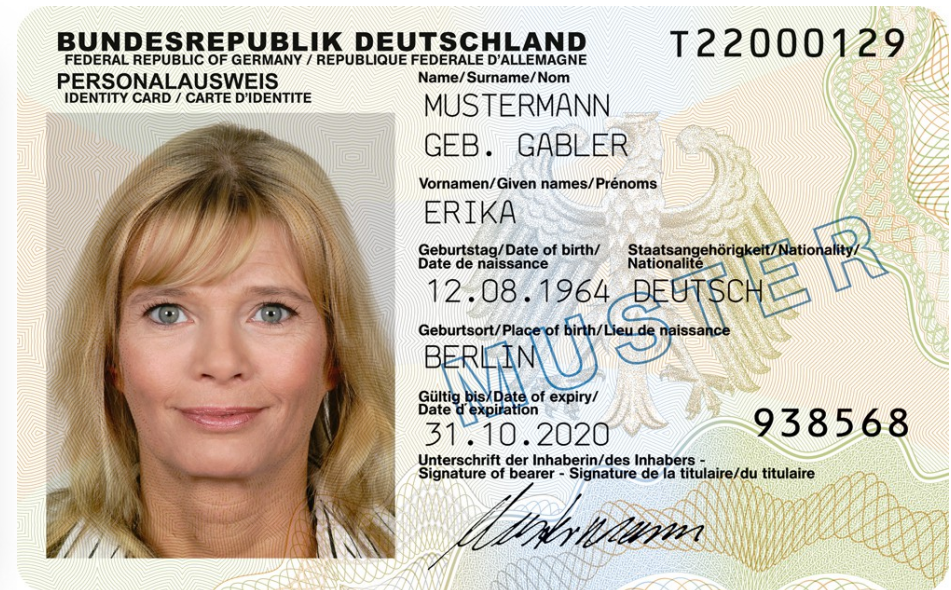 BUNDESREPUBLIK DEUTSCHLAND
FEDERAL REPUBLIC OF GERMANY / REPUBLIQUE FEDERALE D'ALLEMAGNE
PERSONALAUSWEIS
IDENTITY CARD / CARTE D'IDENTITE
T22000129
Name/Surname/Nom
MUSTERMANN
GEB. GABLER
Vornamen/Given names/Prénoms
ERIKA
Geburtstag/Date of birth/
Date de naissance
12.08.1964
Staatsangehörigkeit/Nationality/
Nationalité
DEUTSCH
Geburtsort/Place of birth/Lieu de naissance
BERLIN
Gültig bis/Date of expiry/
Date d'expiration
31.10.2020
938568
Unterschrift der Inhaberin/des Inhabers -
Signature of bearer - Signature de la titulaire/du titulaire
Mustermann
MUSTER